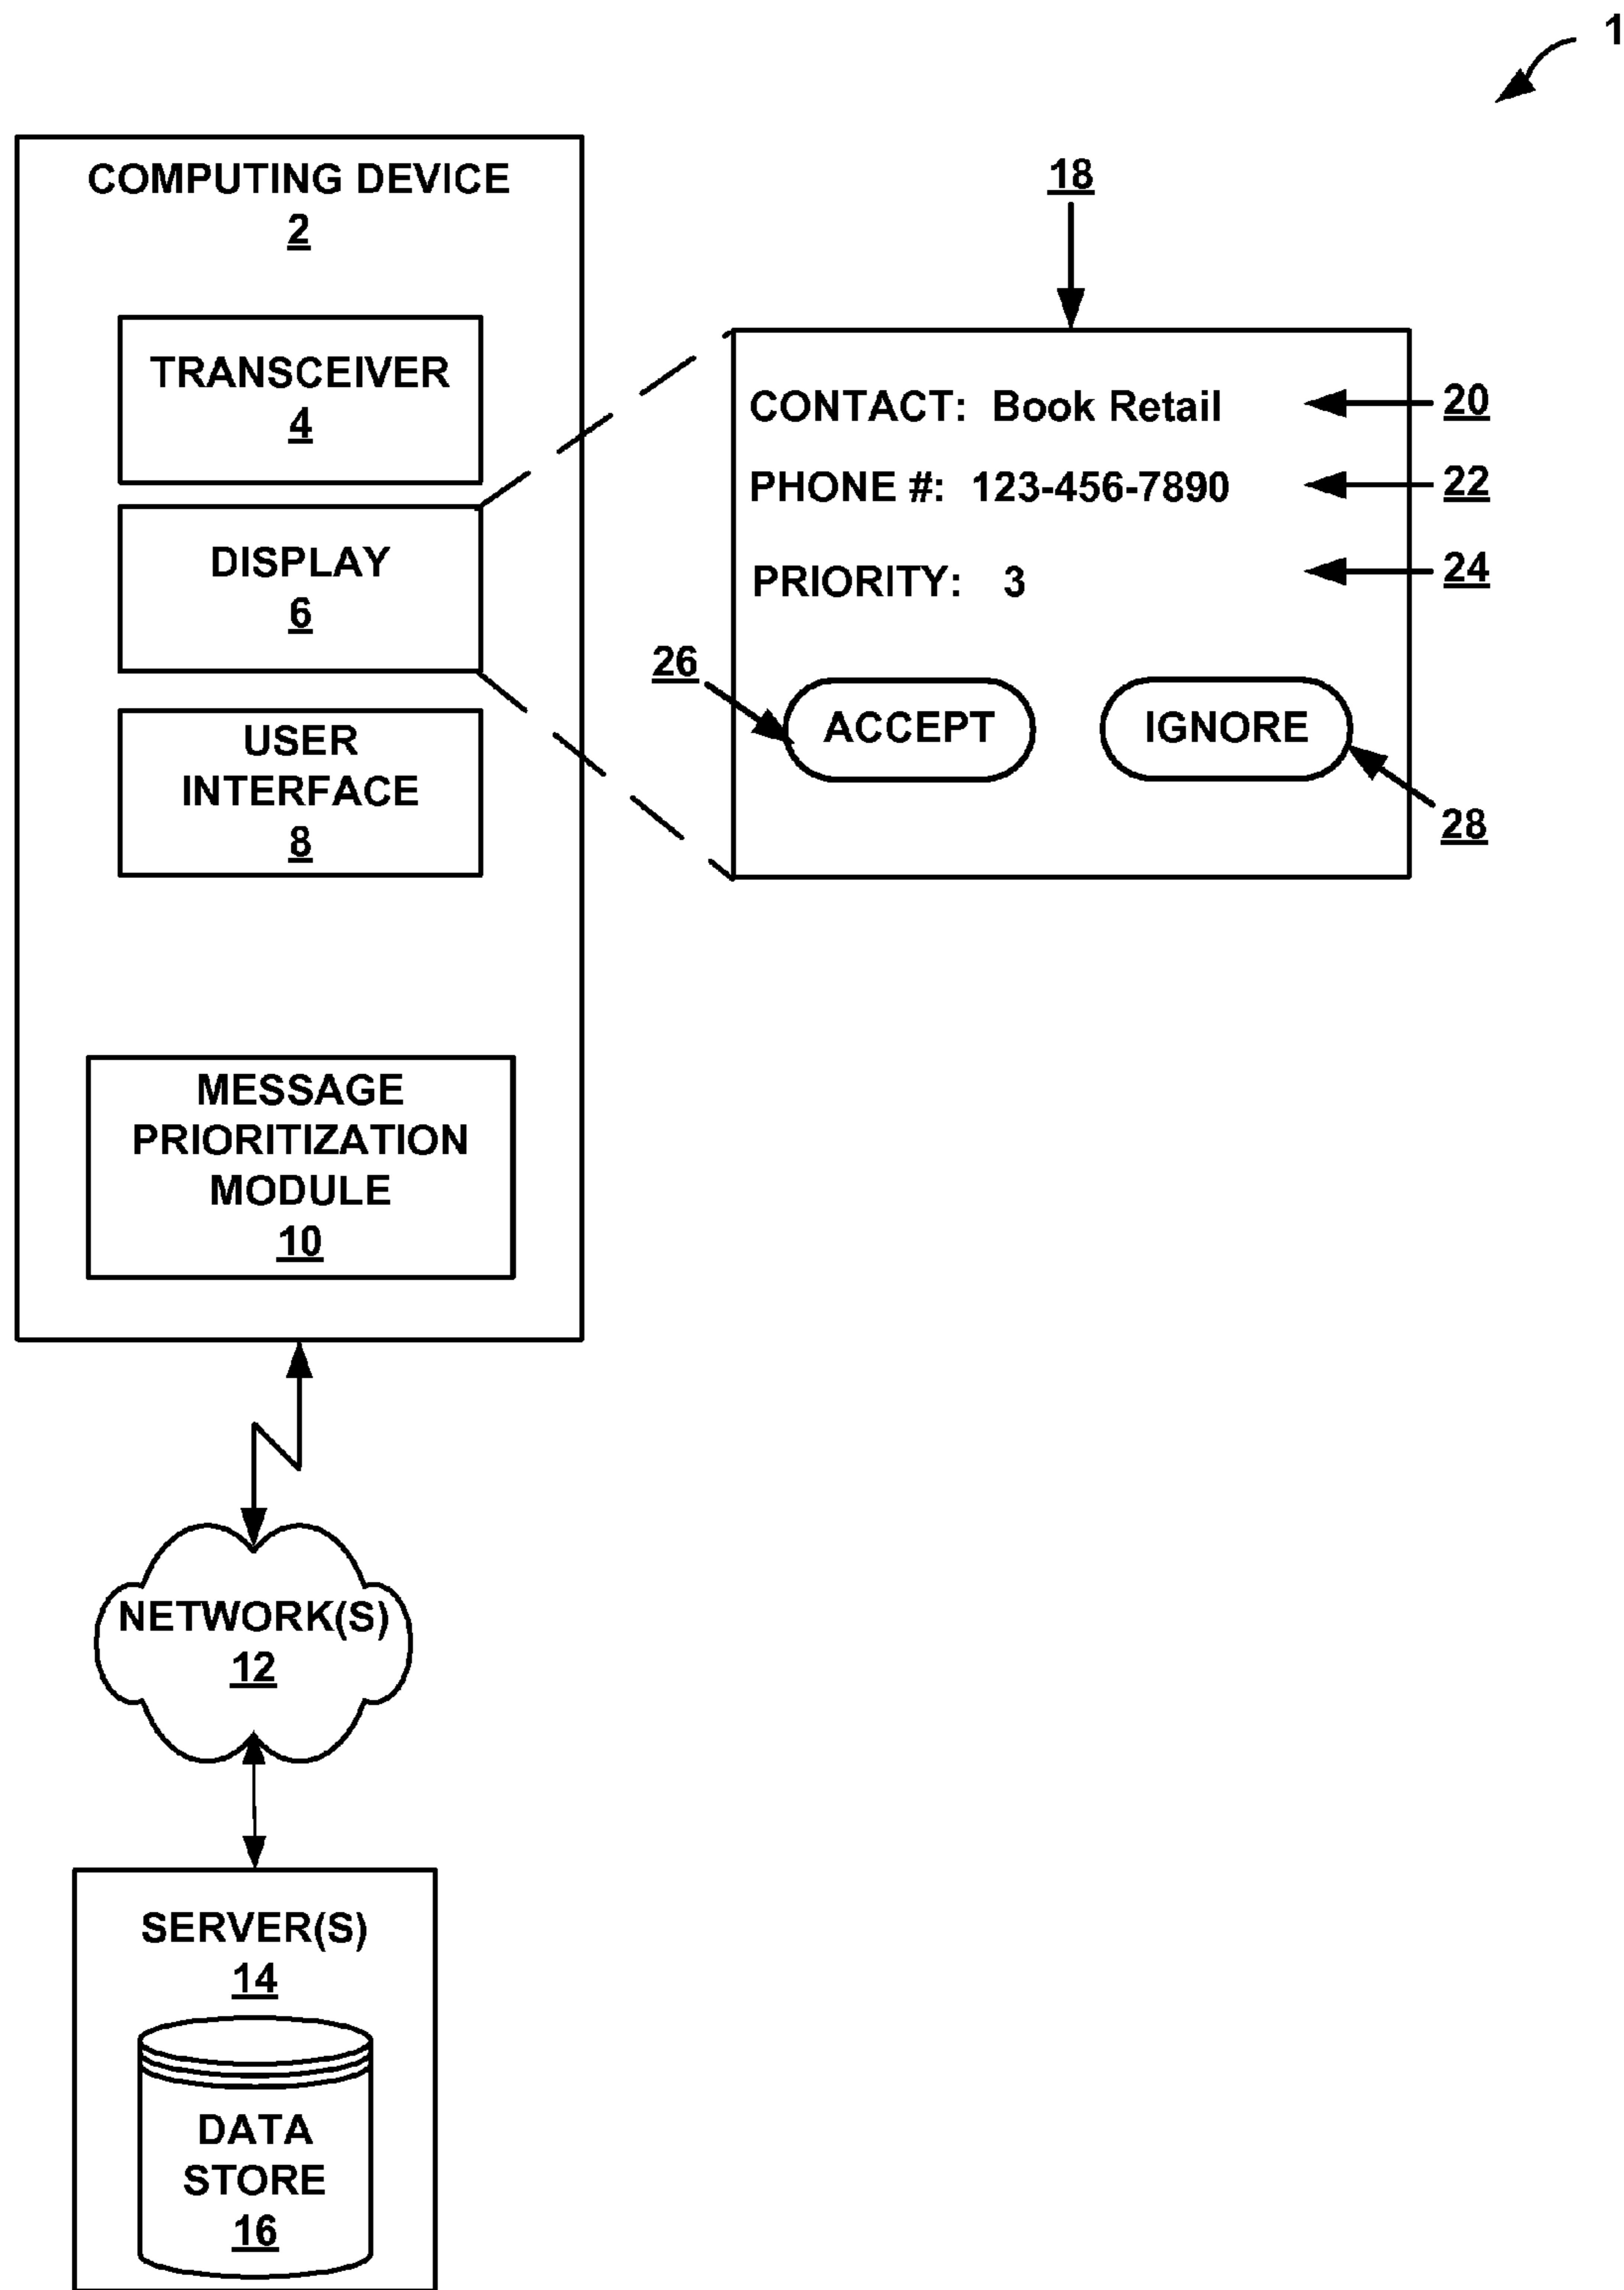 1
COMPUTING DEVICE
2
TRANSCEIVER
4
DISPLAY
6
USER
INTERFACE
8
MESSAGE
PRIORITIZATION
MODULE
10
18
CONTACT: Book Retail
20
PHONE #: 123-456-7890
22
PRIORITY: 3
24
26
ACCEPT
IGNORE
28
NETWORK(S)
12
SERVER(S)
14
DATA
STORE
16